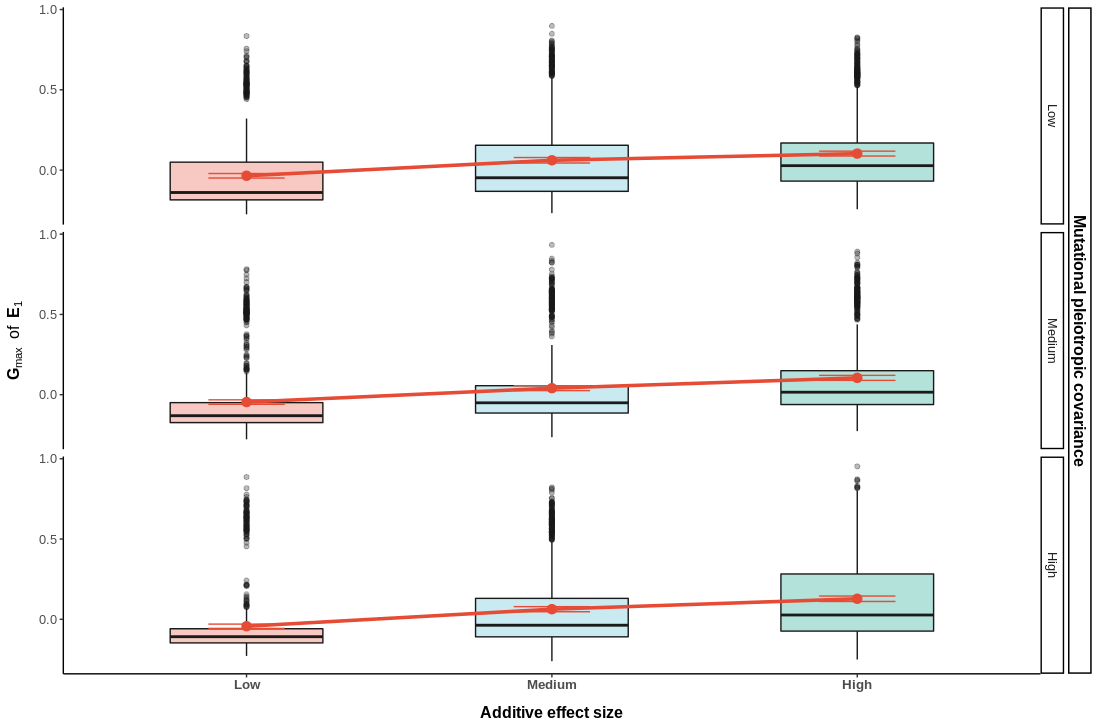 1.0
0.5
0.0
Low
1.0
0.5
0.0
Medium
1.0
0.5
0.0
High
Mutational pleiotropic covariance
Gmax of E1
Low Medium High
Additive effect size